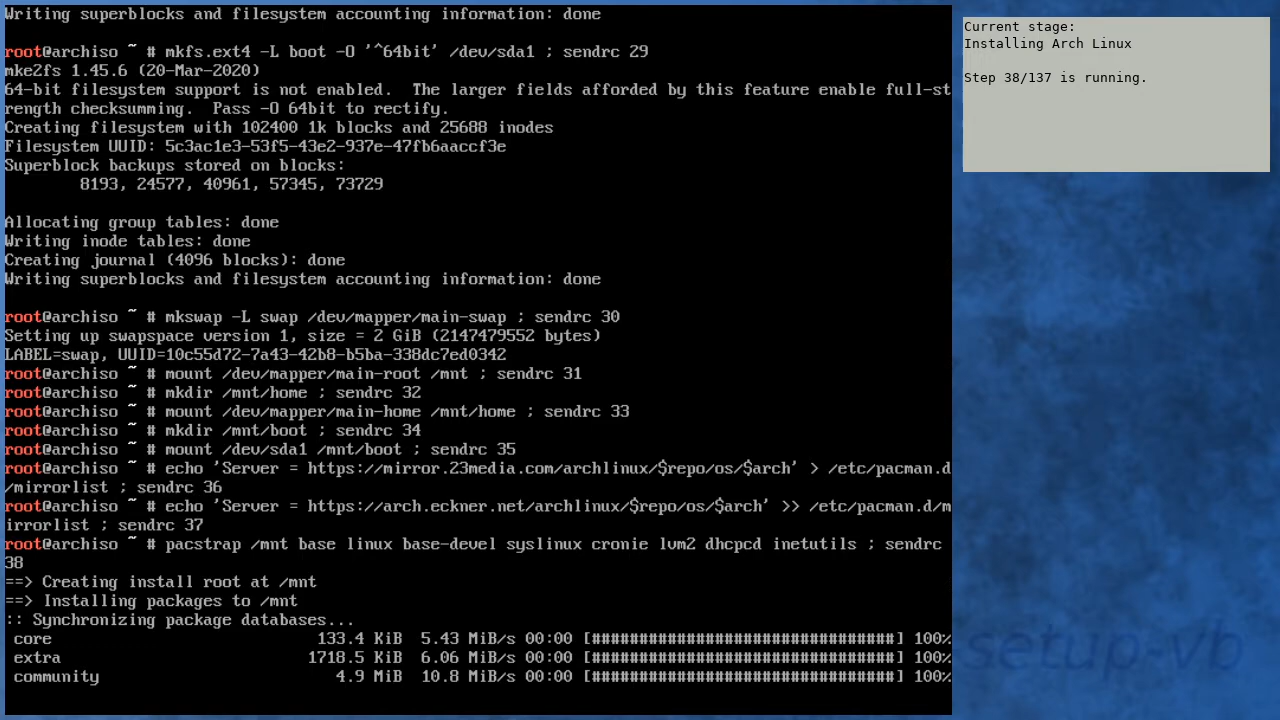 Writing superblocks and filesystem accounting information: done
root@archiso ~ # mkfs.ext4 -L boot -O '^64bit' /dev/sda1 ; sendrc 29
mke2fs 1.45.6 (20-Mar-2020)
64-bit filesystem support is not enabled.  The larger fields afforded by this feature enable full-st
rength checksumming.  Pass -O 64bit to rectify.
Creating filesystem with 102400 1k blocks and 25688 inodes
Filesystem UUID: 5c3ac1e3-53f5-43e2-937e-47fb6aaccf3e
Superblock backups stored on blocks:
        8193, 24577, 40961, 57345, 73729
Allocating group tables: done
Writing inode tables: done
Creating journal (4096 blocks): done
Writing superblocks and filesystem accounting information: done
root@archiso ~ # mkswap -L swap /dev/mapper/main-swap ; sendrc 30
Setting up swapspace version 1, size = 2 GiB (2147479552 bytes)
LABEL=swap, UUID=10c55d72-7a43-42b8-b5ba-338dc7ed0342
root@archiso ~ # mount /dev/mapper/main-root /mnt ; sendrc 31
root@archiso ~ # mkdir /mnt/home ; sendrc 32
root@archiso ~ # mount /dev/mapper/main-home /mnt/home ; sendrc 33
root@archiso ~ # mkdir /mnt/boot ; sendrc 34
root@archiso ~ # mount /dev/sda1 /mnt/boot ; sendrc 35
root@archiso ~ # echo 'Server = https://mirror.23media.com/archlinux/$repo/os/$arch' > /etc/pacman.d
/mirrorlist ; sendrc 36
root@archiso ~ # echo 'Server = https://arch.eckner.net/archlinux/$repo/os/$arch' >> /etc/pacman.d/m
irrorlist ; sendrc 37
root@archiso ~ # pacstrap /mnt base linux base-devel syslinux cronie lvm2 dhcpcd inetutils ; sendrc
38
==> Creating install root at /mnt
==> Installing packages to /mnt
:: Synchronizing package databases...
 core                            133.4 KiB  5.43 MiB/s 00:00 [################################] 100%
 extra                          1718.5 KiB  6.06 MiB/s 00:00 [################################] 100%
 community                         4.9 MiB  10.8 MiB/s 00:00 [################################] 100%
Current stage:
Installing Arch Linux
Step 38/137 is running.
setup-vb